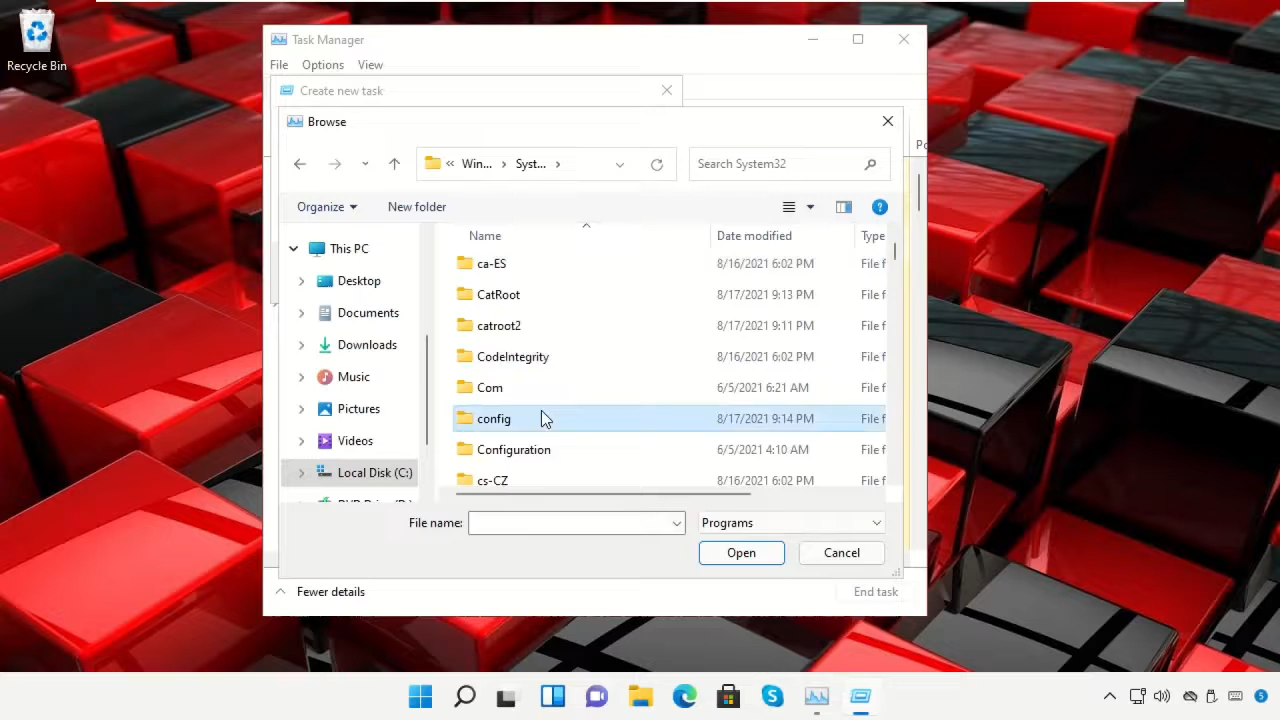 Recycle Bin
Task Manager
File Options View
Create new task
Browse
Win... Syst...
Search System32
Organize New folder
Name Date modified Type
This PC
Desktop
Documents
Downloads
Music
Pictures
Videos
Local Disk (C:)
ca-ES 8/16/2021 6:02 PM File f
CatRoot 8/17/2021 9:13 PM File f
catroot2 8/17/2021 9:11 PM File f
CodeIntegrity 8/16/2021 6:02 PM File f
Com 6/5/2021 6:21 AM File f
config 8/17/2021 9:14 PM File f
Configuration 6/5/2021 4:10 AM File f
cs-CZ 8/16/2021 6:02 PM File f
File name: Programs
Open Cancel
Fewer details End task
5